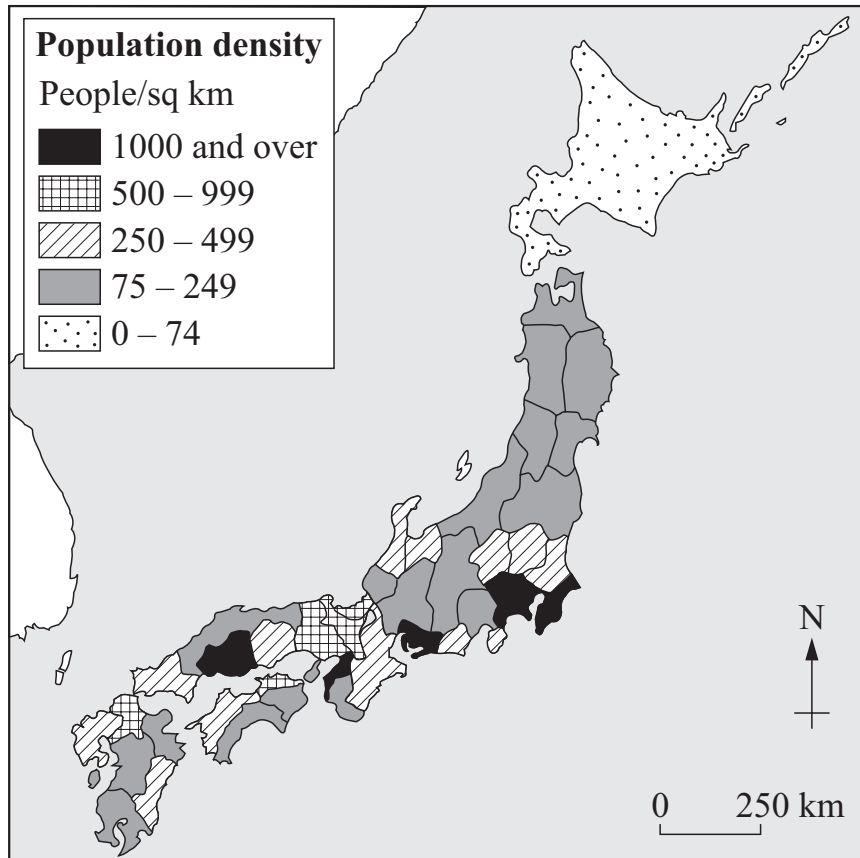 Population density
People/sq km
1000 and over
500 – 999
250 – 499
75 – 249
0 – 74
N
0 250 km